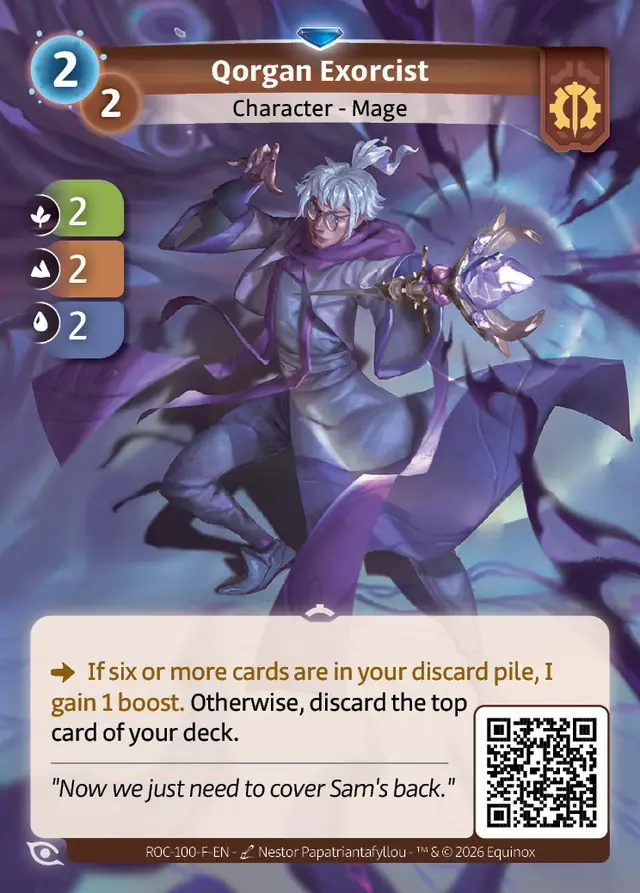 2
2
Qorgan Exorcist
Character - Mage
2
2
2
If six or more cards are in your discard pile, I
gain 1 boost. Otherwise, discard the top
card of your deck.
"Now we just need to cover Sam's back."
ROC-100-F-EN - Nestor Papatriantafyllou - ™ & © 2026 Equinox